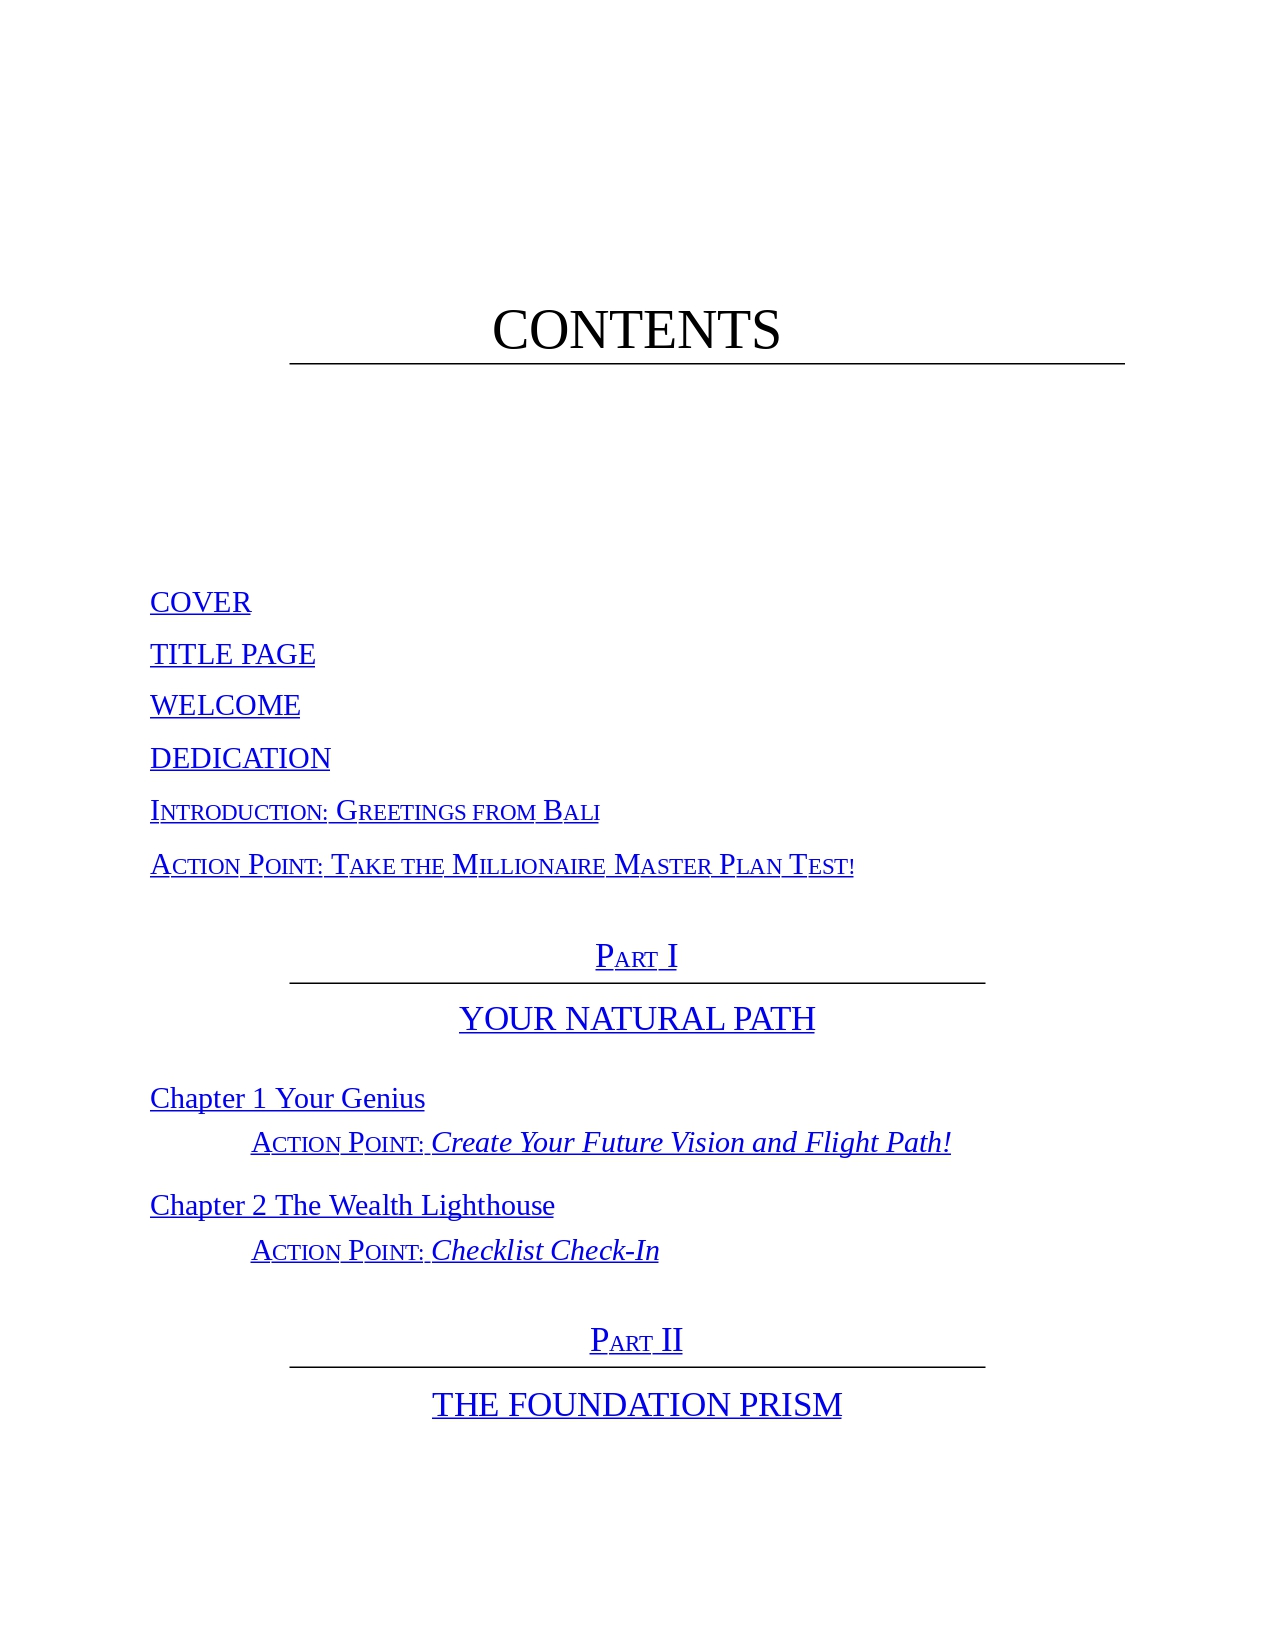 CONTENTS
COVER
TITLE PAGE
WELCOME
DEDICATION
INTRODUCTION: GREETINGS FROM BALI
ACTION POINT: TAKE THE MILLIONAIRE MASTER PLAN TEST!
PART I
YOUR NATURAL PATH
Chapter 1 Your Genius
ACTION POINT: Create Your Future Vision and Flight Path!
Chapter 2 The Wealth Lighthouse
ACTION POINT: Checklist Check-In
PART II
THE FOUNDATION PRISM